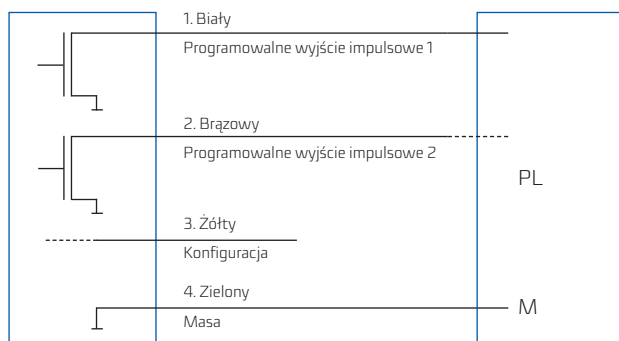 1. Biały
Programowalne wyjście impulsowe 1
2. Brązowy
Programowalne wyjście impulsowe 2
PL
3. Żółty
Konfiguracja
4. Zielony
M
Masa